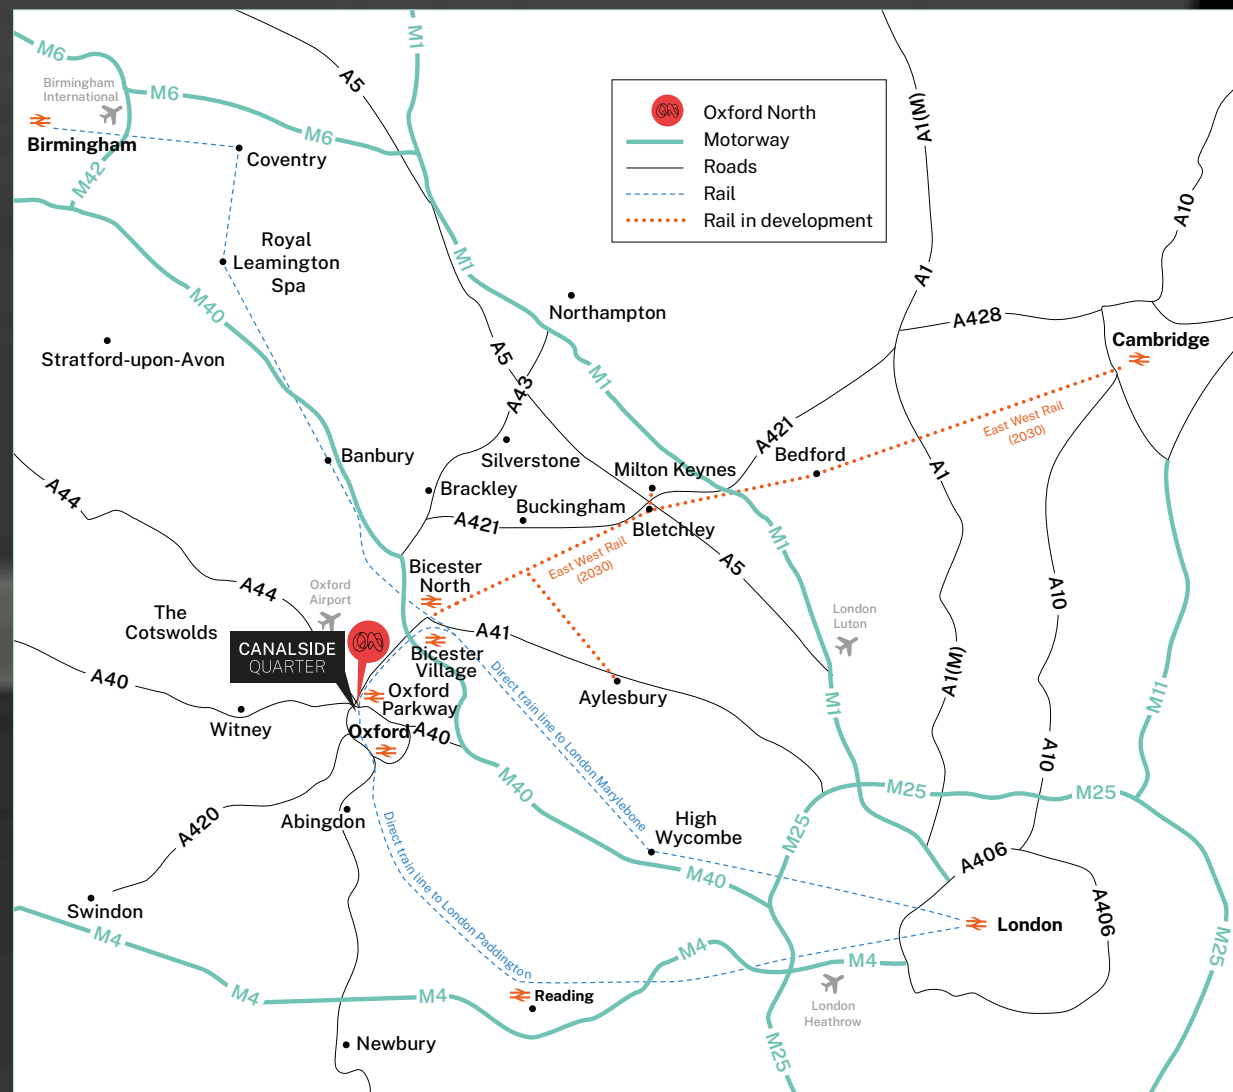 M1
M6
Birmingham
International
A5
M6
M6
Birmingham
Coventry
M42
Oxford North
Motorway
Roads
Rail
Rail in development
A1(M)
A10
Royal
Leamington
Spa
M1
M40
A1
Northampton
A428
Stratford-upon-Avon
A5
Cambridge
M1
A43
East West Rail
(2030)
A421
Silverstone
Banbury
Bedford
Milton Keynes
A1
A44
Brackley
Buckingham
A421
Bletchley
M1
East West Rail
(2030)
A5
Bicester
North
A44
Oxford
Airport
A10
The
Cotswolds
London
Luton
A41
CANALSIDE
QUARTER
Bicester
Village
A1(M)
A40
Oxford
Parkway
Aylesbury
M1
M11
Witney
Oxford
A40
Direct train line to London Marylebone
A10
M40
M25
M25
Abingdon
A420
High
Wycombe
M25
A406
M40
Direct train line to London Paddington
A406
Swindon
London
M4
M4
M4
M25
M4
M4
Reading
London
Heathrow
Newbury
M25